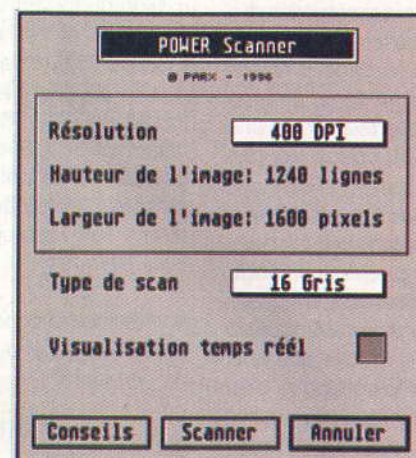 POWER Scanner
@ PARX - 1996
Résolution 400 DPI
Hauteur de l'image: 1240 lignes
Largeur de l'image: 1600 pixels
Type de scan 16 Gris
Visualisation temps réél
Conseils Scanner Annuler